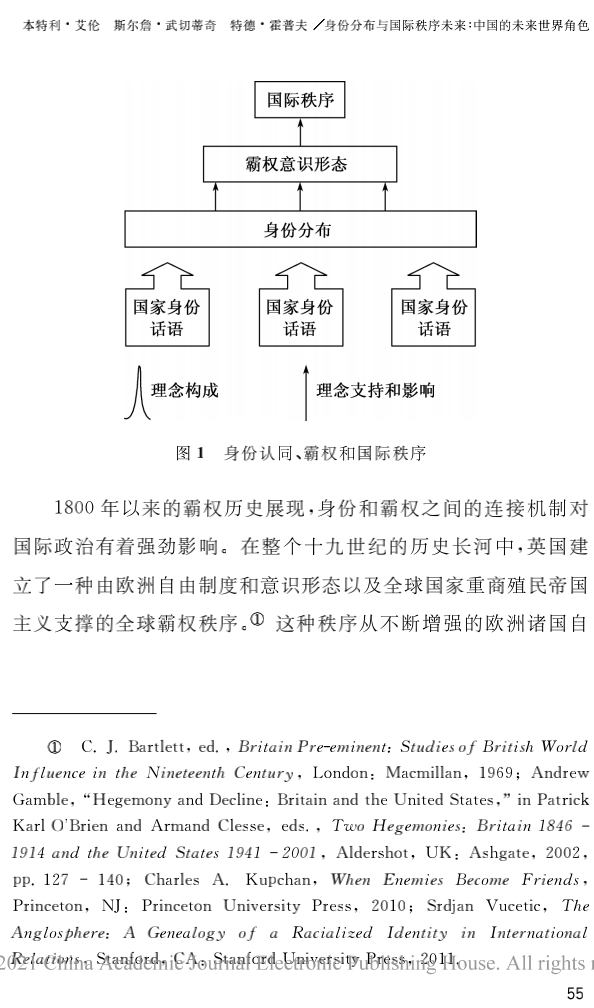 本特利·艾伦 斯尔詹·武切蒂奇 特德·霍普夫／身份分布与国际秩序未来:中国的未来世界角色
国际秩序
霸权意识形态
身份分布
国家身份
话语
国家身份
话语
国家身份
话语
理念构成
理念支持和影响
图 1 身份认同、霸权和国际秩序
1800 年以来的霸权历史展现,身份和霸权之间的连接机制对
国际政治有着强劲影响。在整个十九世纪的历史长河中,英国建
立了一种由欧洲自由制度和意识形态以及全球国家重商殖民帝国
主义支撑的全球霸权秩序。① 这种秩序从不断增强的欧洲诸国自
① C. J. Bartlett, ed., Britain Pre-eminent: Studies of British World
Influence in the Nineteenth Century, London: Macmillan, 1969; Andrew
Gamble, “Hegemony and Decline: Britain and the United States,” in Patrick
Karl O'Brien and Armand Clesse, eds., Two Hegemonies: Britain 1846 -
1914 and the United States 1941 - 2001, Aldershot, UK: Ashgate, 2002,
pp. 127 - 140; Charles A. Kupchan, When Enemies Become Friends,
Princeton, NJ: Princeton University Press, 2010; Srdjan Vucetic, The
Anglosphere: A Genealogy of a Racialized Identity in International
Relations, Stanford, CA: Stanford University Press, 2011.
2021 China Academic Journal Electronic Publishing House. All rights
55